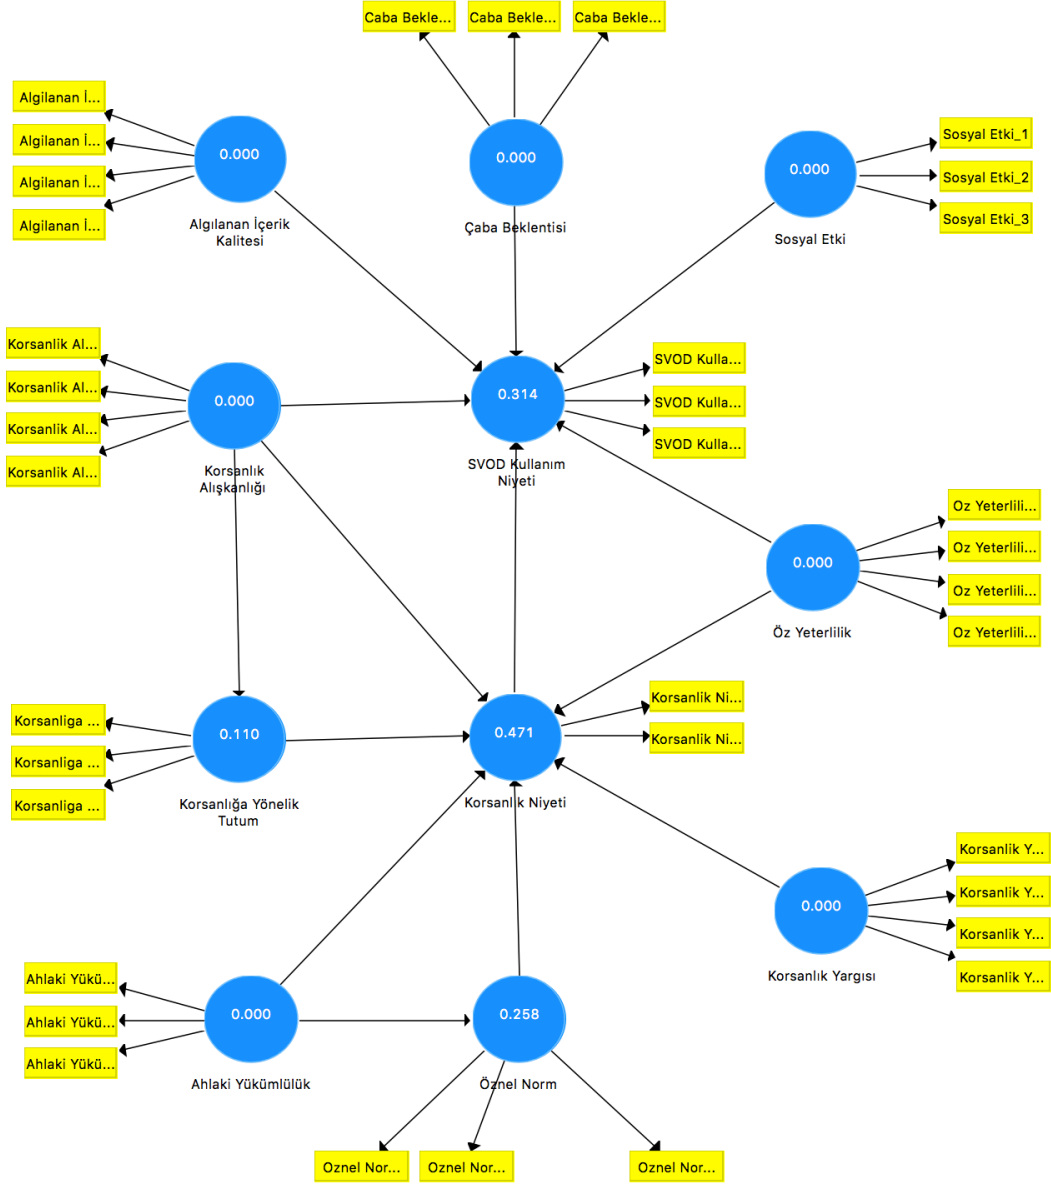 Caba Bekle...
Caba Bekle...
Caba Bekle...
Algilanan İ...
Algilanan İ...
Algilanan İ...
Algilanan İ...
0.000
Algılanan İçerik
Kalitesi
0.000
Çaba Beklentisi
0.000
Sosyal Etki
Sosyal Etki_1
Sosyal Etki_2
Sosyal Etki_3
Korsanlik Al...
Korsanlik Al...
Korsanlik Al...
Korsanlik Al...
0.000
Korsanlık
Alışkanlığı
0.314
SVOD Kullanım
Niyeti
SVOD Kulla...
SVOD Kulla...
SVOD Kulla...
0.000
Öz Yeterlilik
Oz Yeterlili...
Oz Yeterlili...
Oz Yeterlili...
Oz Yeterlili...
Korsanliga ...
Korsanliga ...
Korsanliga ...
0.110
Korsanlığa Yönelik
Tutum
0.471
Korsanlık Niyeti
Korsanlik Ni...
Korsanlik Ni...
0.000
Korsanlık Yargısı
Korsanlik Y...
Korsanlik Y...
Korsanlik Y...
Korsanlik Y...
Ahlaki Yükü...
Ahlaki Yükü...
Ahlaki Yükü...
0.000
Ahlaki Yükümlülük
0.258
Öznel Norm
Oznel Nor...
Oznel Nor...
Oznel Nor...